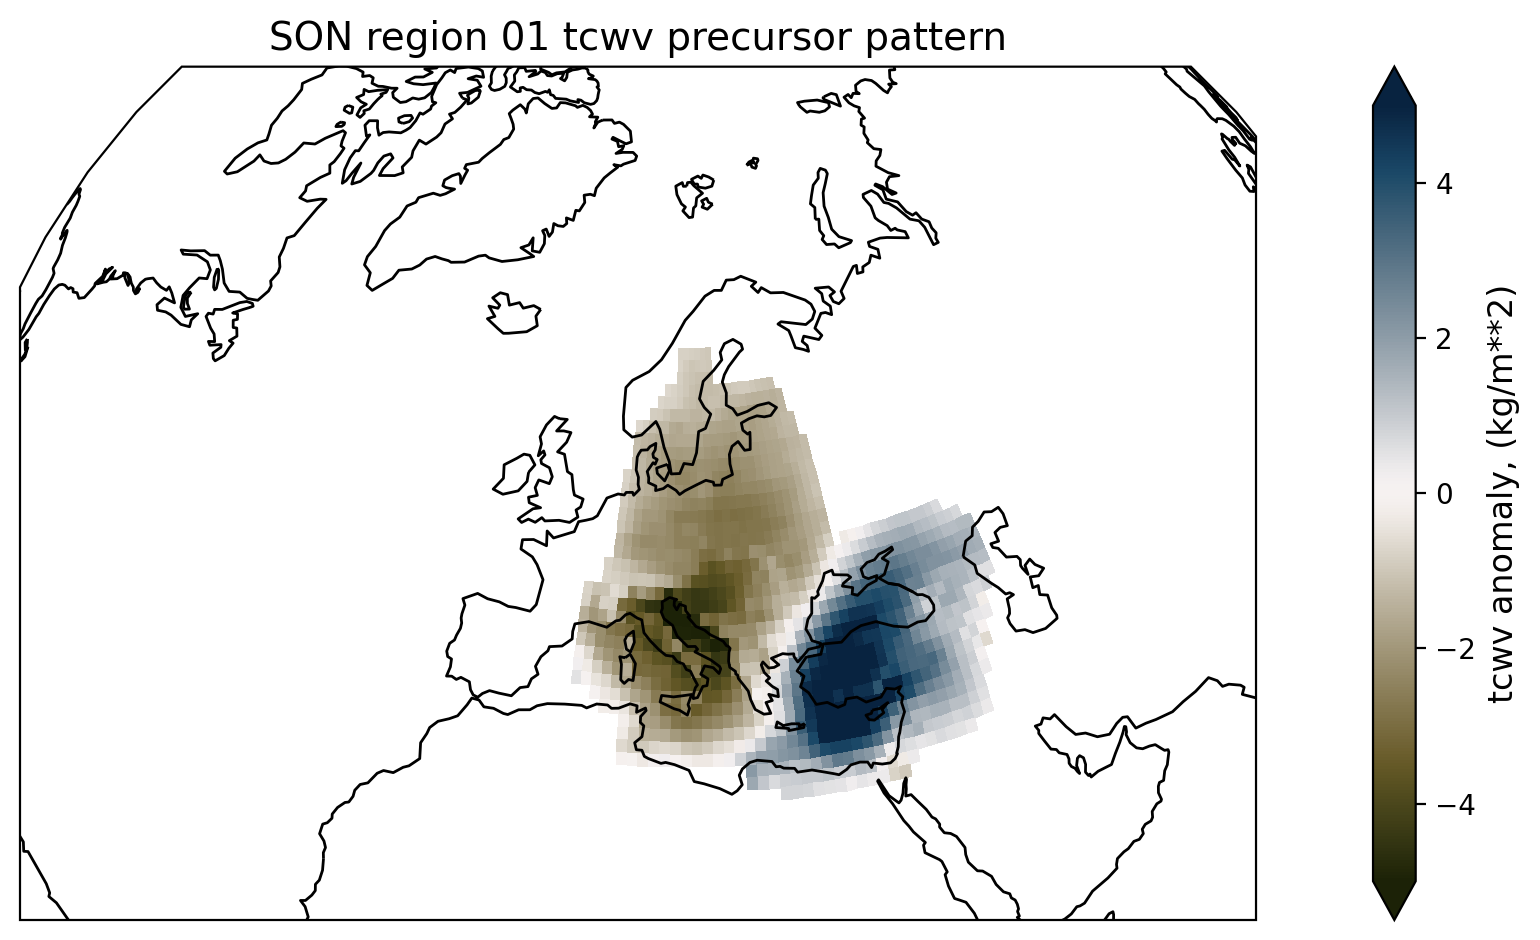 SON region 01 tcwv precursor pattern
4
2
0
−2
−4
tcwv anomaly, (kg/m**2)